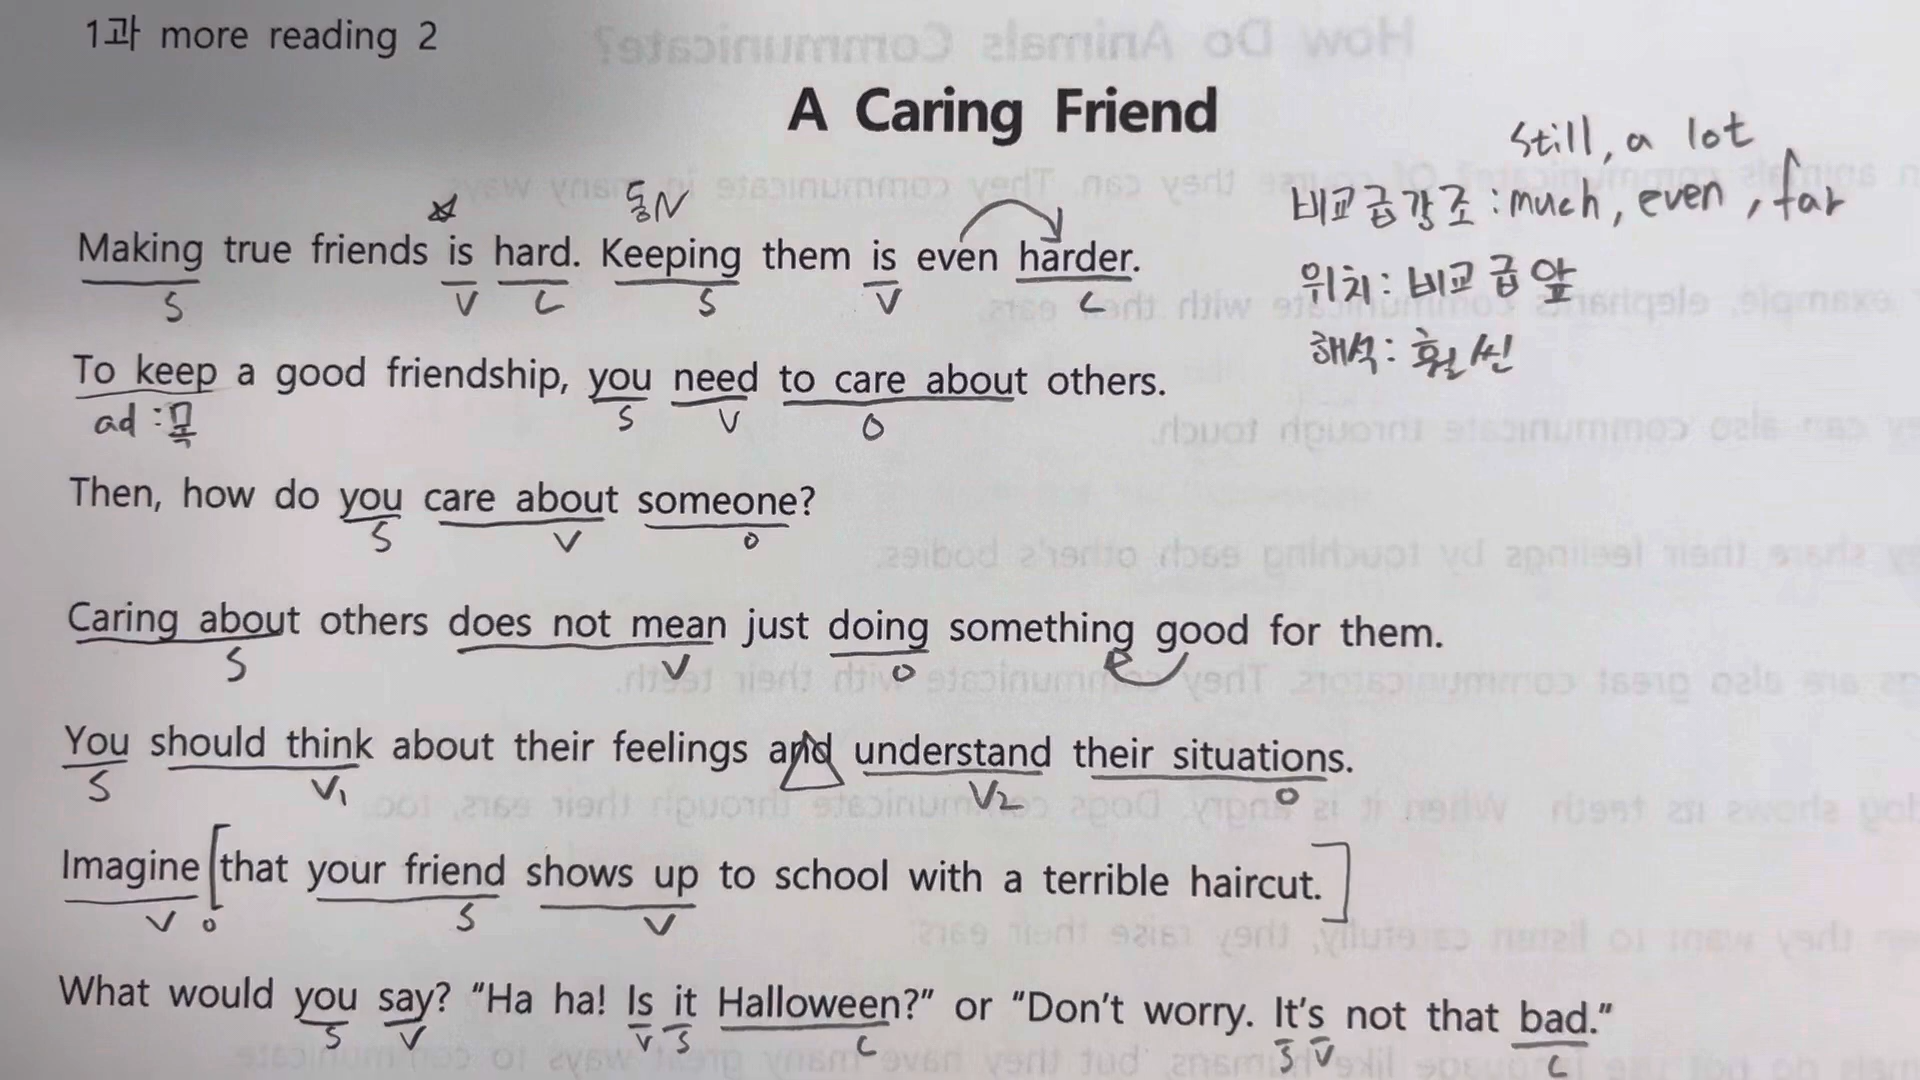 1과 more reading 2
A Caring Friend
still, a lot
비교급강조 : much, even, far
위치 : 비교급 앞
해석 : 훨씬
동N
Making true friends is hard. Keeping them is even harder.
S V C S V C
To keep a good friendship, you need to care about others.
ad : 목 S V O
Then, how do you care about someone?
S V O
Caring about others does not mean just doing something good for them.
S V O
You should think about their feelings and understand their situations.
S V1 V2 O
Imagine [that your friend shows up to school with a terrible haircut.]
V O S V
What would you say? “Ha ha! Is it Halloween?” or “Don’t worry. It’s not that bad.”
S V V S C S V C